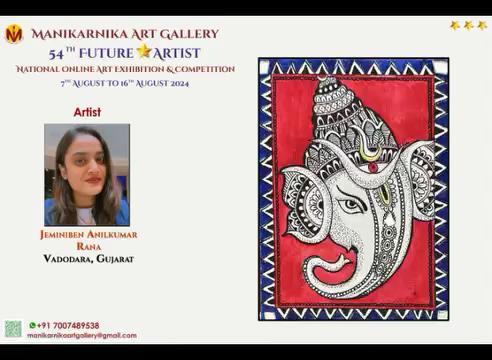 MANIKARNIKA ART GALLERY
54TH FUTURE ARTIST
NATIONAL ONLINE ART EXHIBITION & COMPETITION
7TH AUGUST TO 16TH AUGUST 2024
Artist
JEMINIBEN ANILKUMAR
RANA
VADODARA, GUJARAT
+91 7007489538
manikarnikaartgallery@gmail.com